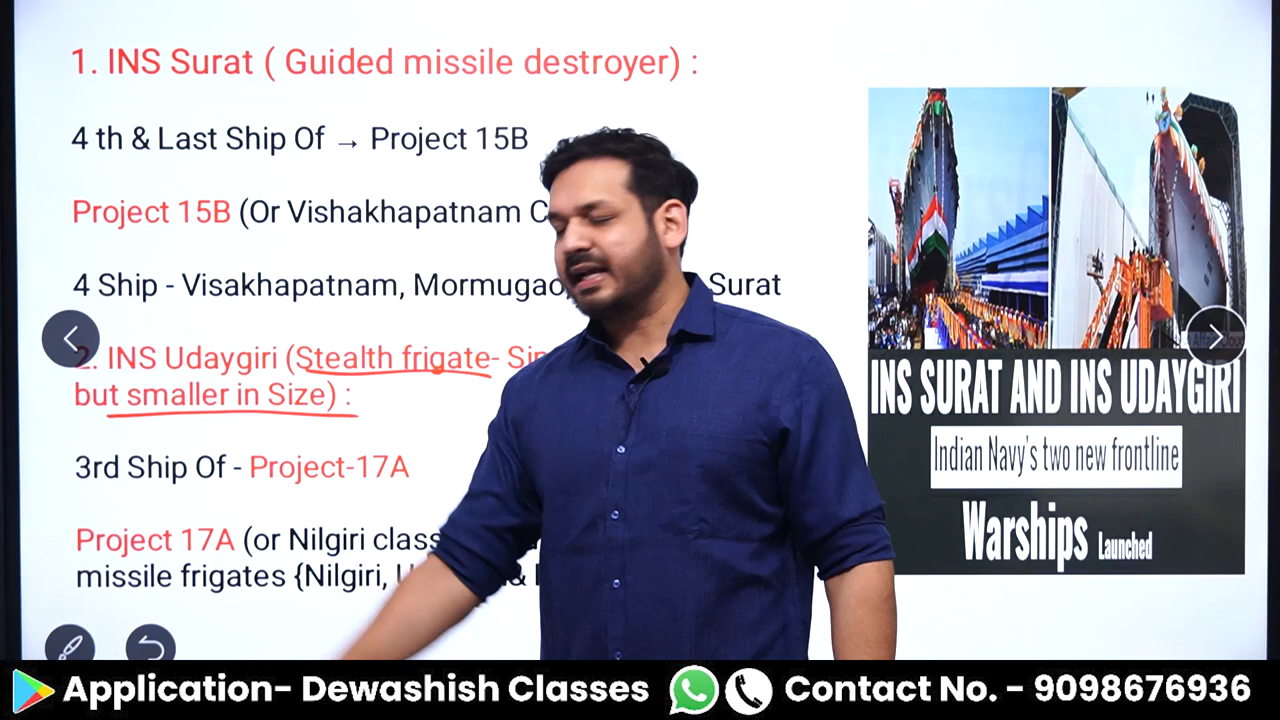 1. INS Surat ( Guided missile destroyer) :
4 th & Last Ship Of → Project 15B
Project 15B (Or Vishakhapatnam
4 Ship - Visakhapatnam, Mormugao, Surat
2. INS Udaygiri (Stealth frigate-
but smaller in Size) :
3rd Ship Of - Project-17A
Project 17A (or Nilgiri class
missile frigates {Nilgiri, &
INS SURAT AND INS UDAYGIRI
Indian Navy's two new frontline
Warships Launched
Application- Dewashish Classes
Contact No. - 9098676936